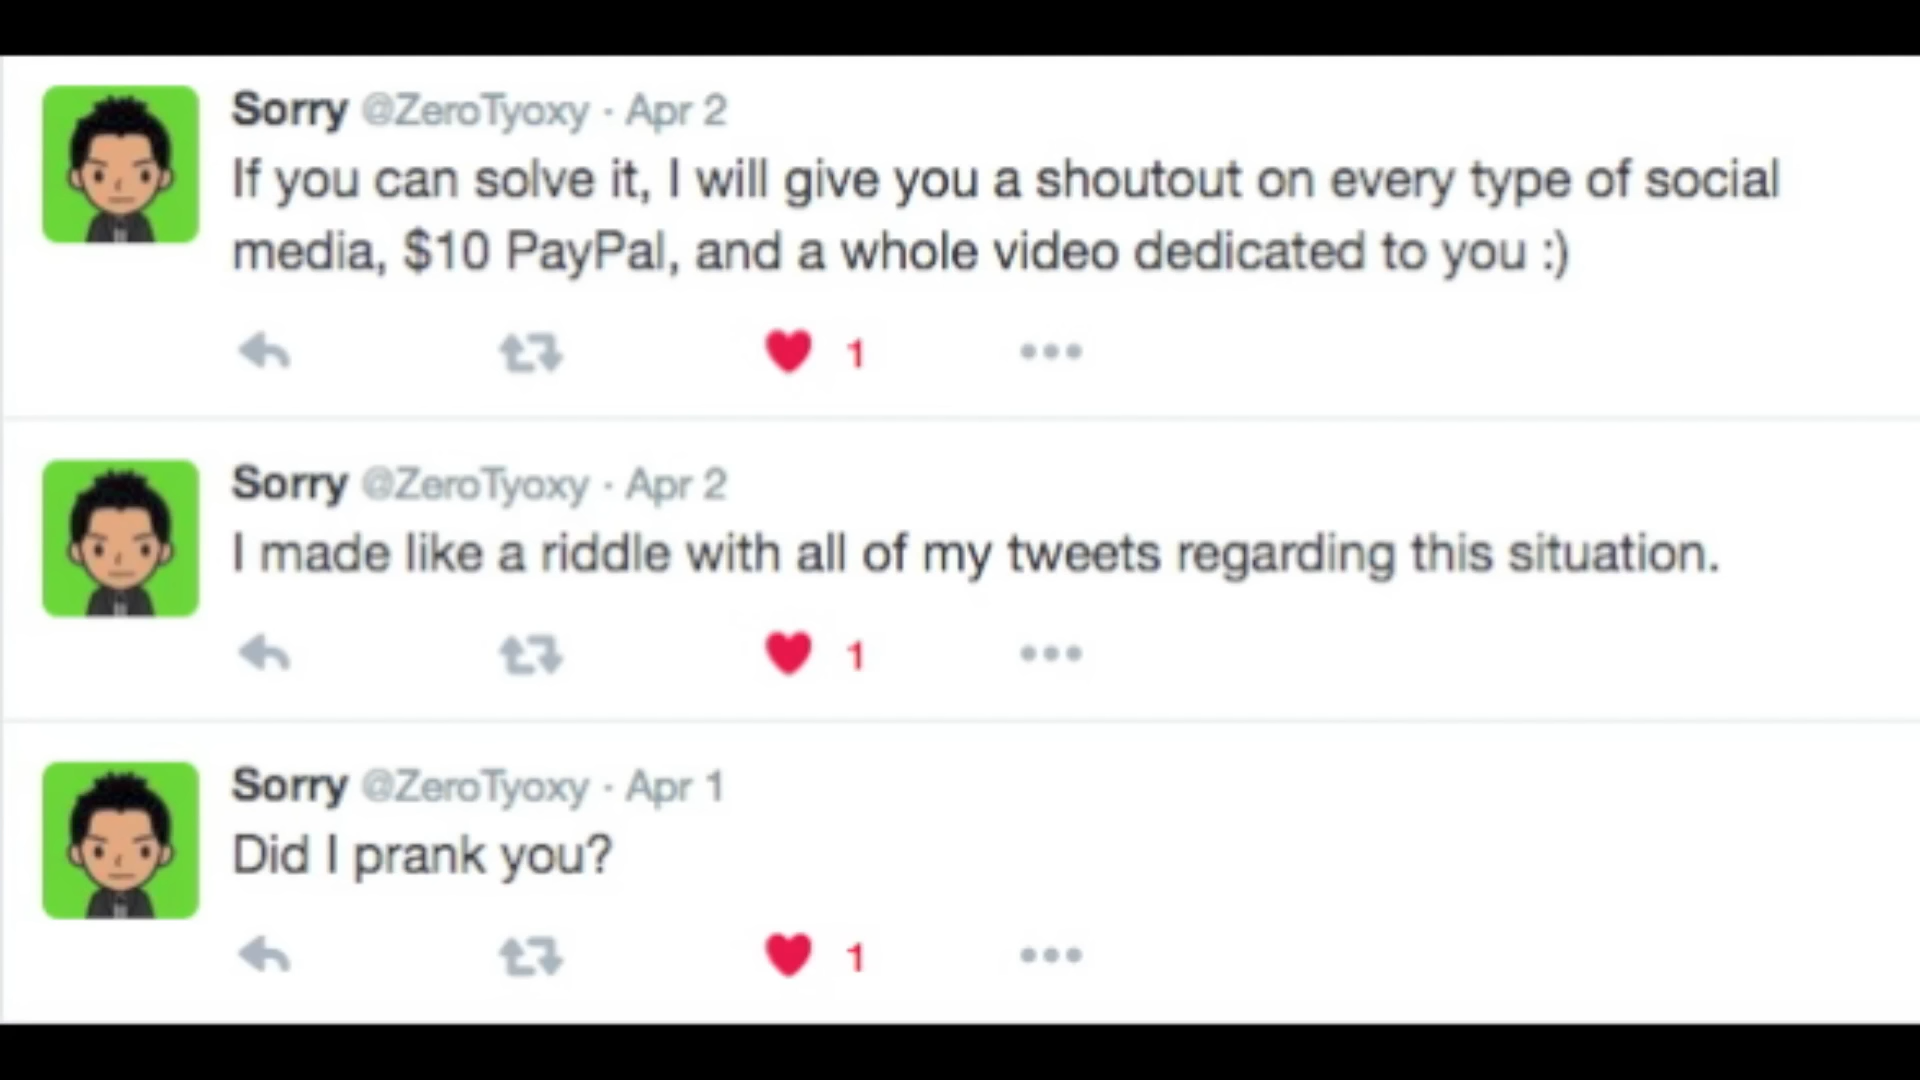 Sorry @ZeroTyoxy · Apr 2
If you can solve it, I will give you a shoutout on every type of social
media, $10 PayPal, and a whole video dedicated to you :)
1
Sorry @ZeroTyoxy · Apr 2
I made like a riddle with all of my tweets regarding this situation.
1
Sorry @ZeroTyoxy · Apr 1
Did I prank you?
1